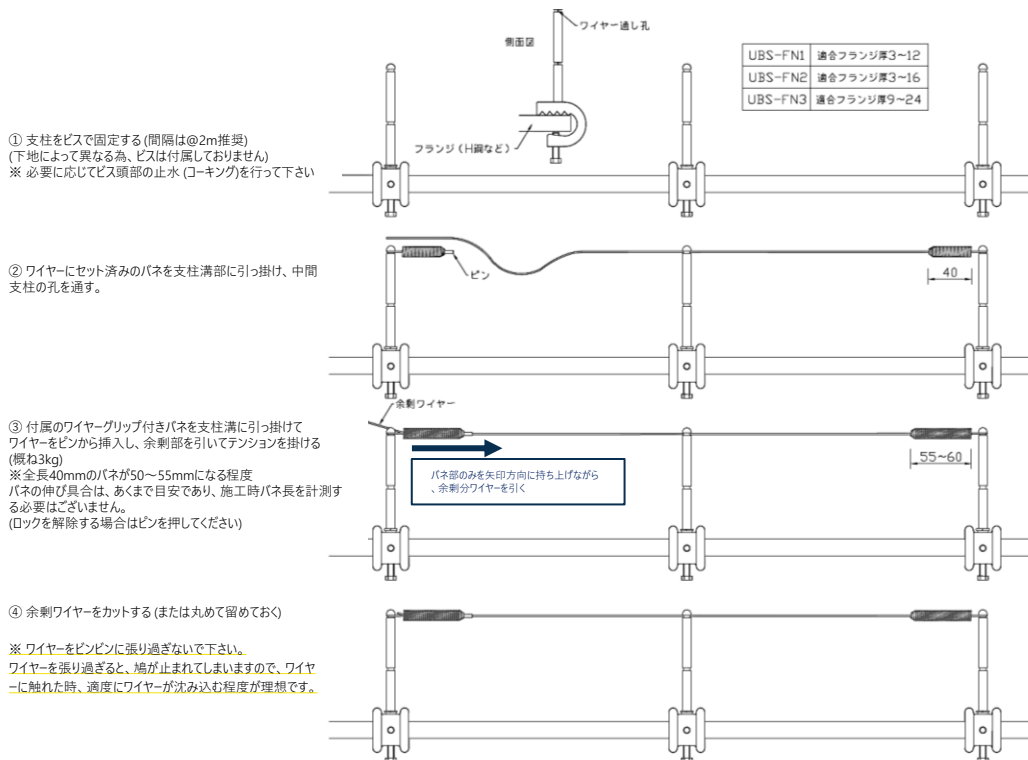 ワイヤー通し孔
側面図
フランジ(H鋼など)
UBS-FN1 適合フランジ厚3~12
UBS-FN2 適合フランジ厚3~16
UBS-FN3 適合フランジ厚9~24
① 支柱をビスで固定する(間隔は@2m推奨)
(下地によって異なる為、ビスは付属しておりません)
※ 必要に応じてビス頭部の止水(コーキング)を行って下さい
② ワイヤーにセット済みのバネを支柱溝部に引っ掛け、中間
支柱の孔を通す。
ピン
40
③ 付属のワイヤーグリップ付きバネを支柱溝に引っ掛けて
ワイヤーをピンから挿入し、余剰部を引いてテンションを掛ける
(概ね3kg)
※全長40mmのバネが50～55mmになる程度
バネの伸び具合は、あくまで目安であり、施工時バネ長を計測す
る必要はございません。
(ロックを解除する場合はピンを押してください)
余剰ワイヤー
バネ部のみを矢印方向に持ち上げながら
、余剰分ワイヤーを引く
55~60
④ 余剰ワイヤーをカットする(または丸めて留めておく)
※ ワイヤーをビンビンに張り過ぎないで下さい。
ワイヤーを張り過ぎると、鳩が止まれてしまいますので、ワイヤ
ーに触れた時、適度にワイヤーが沈み込む程度が理想です。